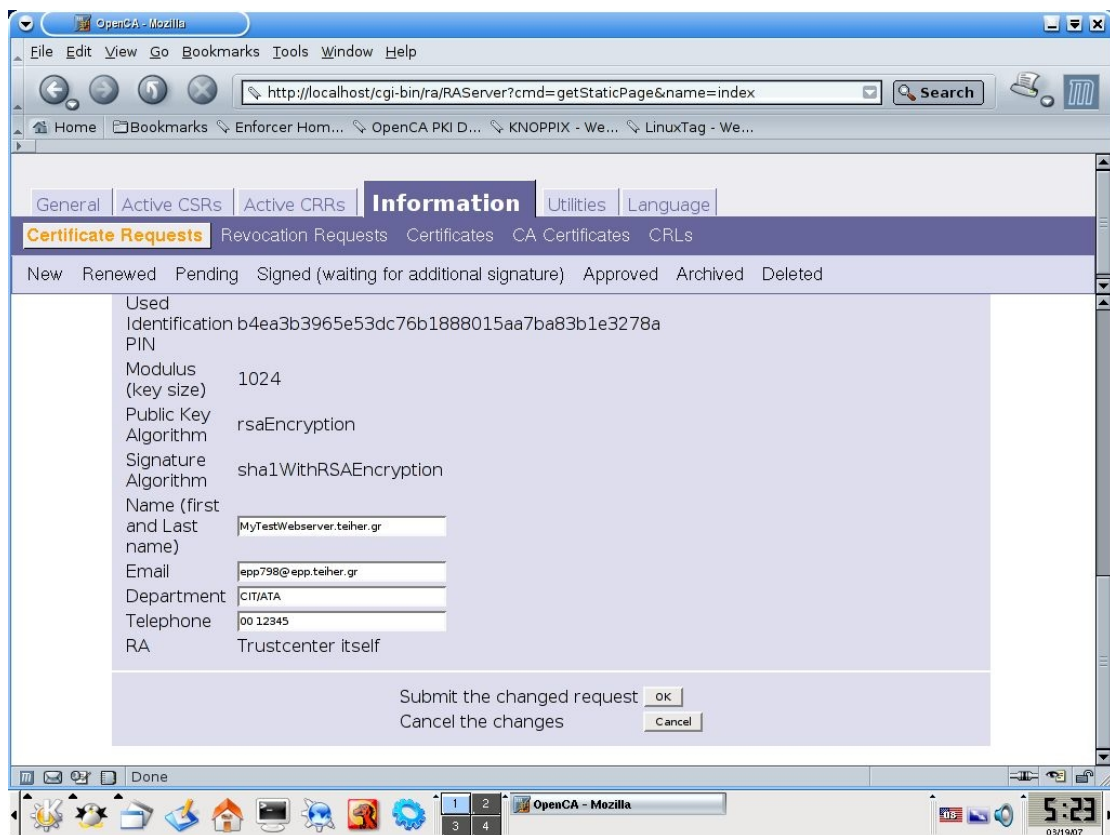 OpenCA - Mozilla
File Edit View Go Bookmarks Tools Window Help
http://localhost/cgi-bin/ra/RAServer?cmd=getStaticPage&name=index
Search
Home Bookmarks Enforcer Hom... OpenCA PKI D... KNOPPIX - We... LinuxTag - We...
General Active CSRs Active CRRs Information Utilities Language
Certificate Requests Revocation Requests Certificates CA Certificates CRLs
New Renewed Pending Signed (waiting for additional signature) Approved Archived Deleted
Used
Identification b4ea3b3965e53dc76b1888015aa7ba83b1e3278a
PIN
Modulus
(key size) 1024
Public Key
Algorithm rsaEncryption
Signature
Algorithm sha1WithRSAEncryption
Name (first
and Last MyTestWebserver.teiher.gr
name)
Email epp798@epp.teiher.gr
Department CIT/ATA
Telephone 00 12345
RA Trustcenter itself
Submit the changed request OK
Cancel the changes Cancel
Done
1 2
3 4
OpenCA - Mozilla
US
5:23
03/19/07